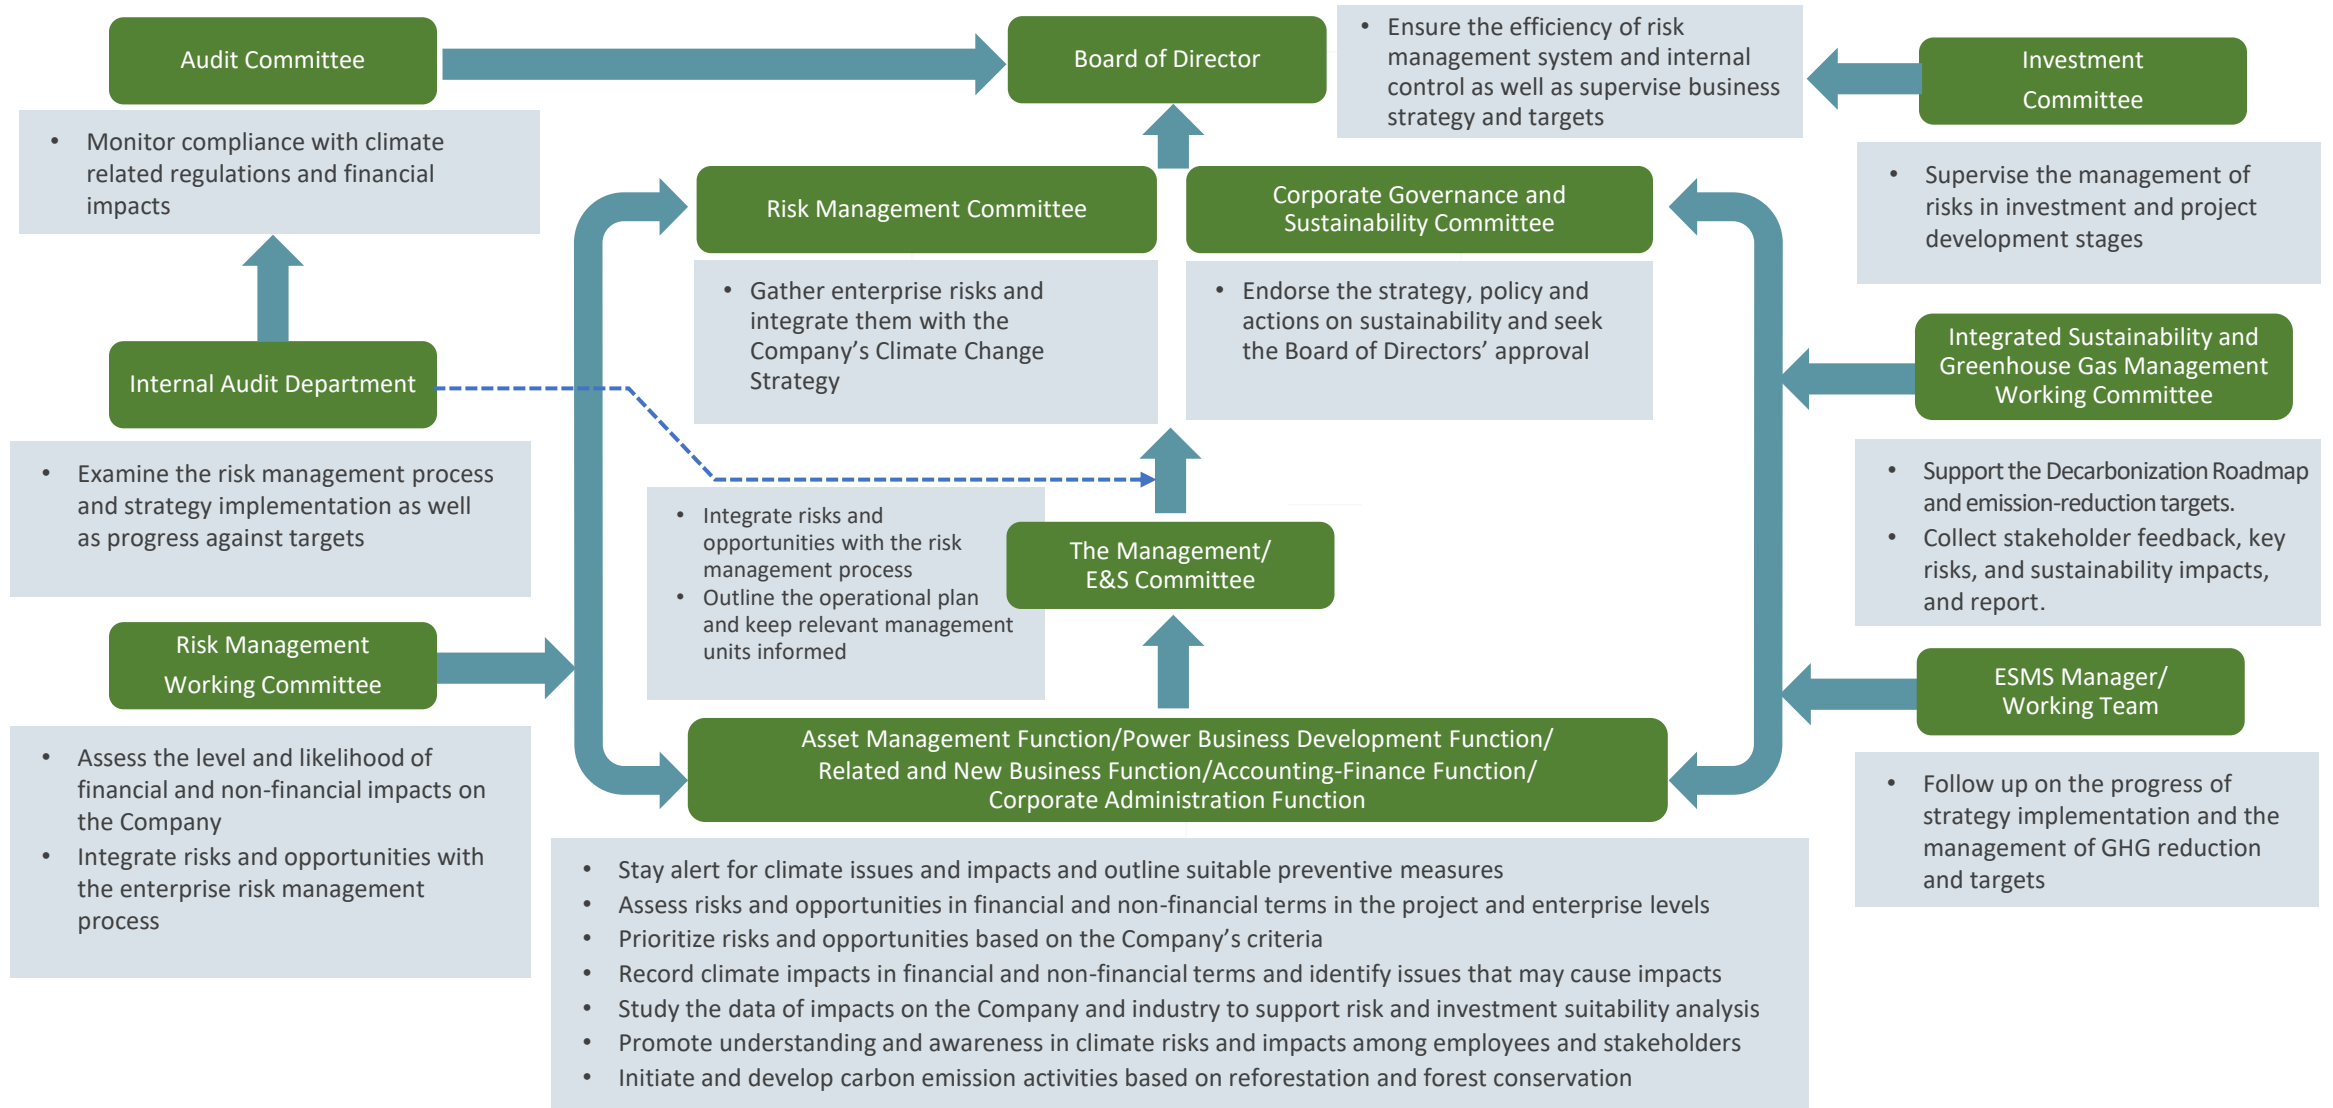 Audit Committee
• Monitor compliance with climate
related regulations and financial
impacts
Board of Director
• Ensure the efficiency of risk
management system and internal
control as well as supervise business
strategy and targets
Investment
Committee
• Supervise the management of
risks in investment and project
development stages
Risk Management Committee
• Gather enterprise risks and
integrate them with the
Company’s Climate Change
Strategy
Corporate Governance and
Sustainability Committee
• Endorse the strategy, policy and
actions on sustainability and seek
the Board of Directors’ approval
Internal Audit Department
• Examine the risk management process
and strategy implementation as well
as progress against targets
Integrated Sustainability and
Greenhouse Gas Management
Working Committee
• Support the Decarbonization Roadmap
and emission-reduction targets.
• Collect stakeholder feedback, key
risks, and sustainability impacts,
and report.
• Integrate risks and
opportunities with the risk
management process
• Outline the operational plan
and keep relevant management
units informed
The Management/
E&S Committee
Risk Management
Working Committee
• Assess the level and likelihood of
financial and non-financial impacts on
the Company
• Integrate risks and opportunities with
the enterprise risk management
process
ESMS Manager/
Working Team
• Follow up on the progress of
strategy implementation and the
management of GHG reduction
and targets
Asset Management Function/Power Business Development Function/
Related and New Business Function/Accounting-Finance Function/
Corporate Administration Function
• Stay alert for climate issues and impacts and outline suitable preventive measures
• Assess risks and opportunities in financial and non-financial terms in the project and enterprise levels
• Prioritize risks and opportunities based on the Company’s criteria
• Record climate impacts in financial and non-financial terms and identify issues that may cause impacts
• Study the data of impacts on the Company and industry to support risk and investment suitability analysis
• Promote understanding and awareness in climate risks and impacts among employees and stakeholders
• Initiate and develop carbon emission activities based on reforestation and forest conservation